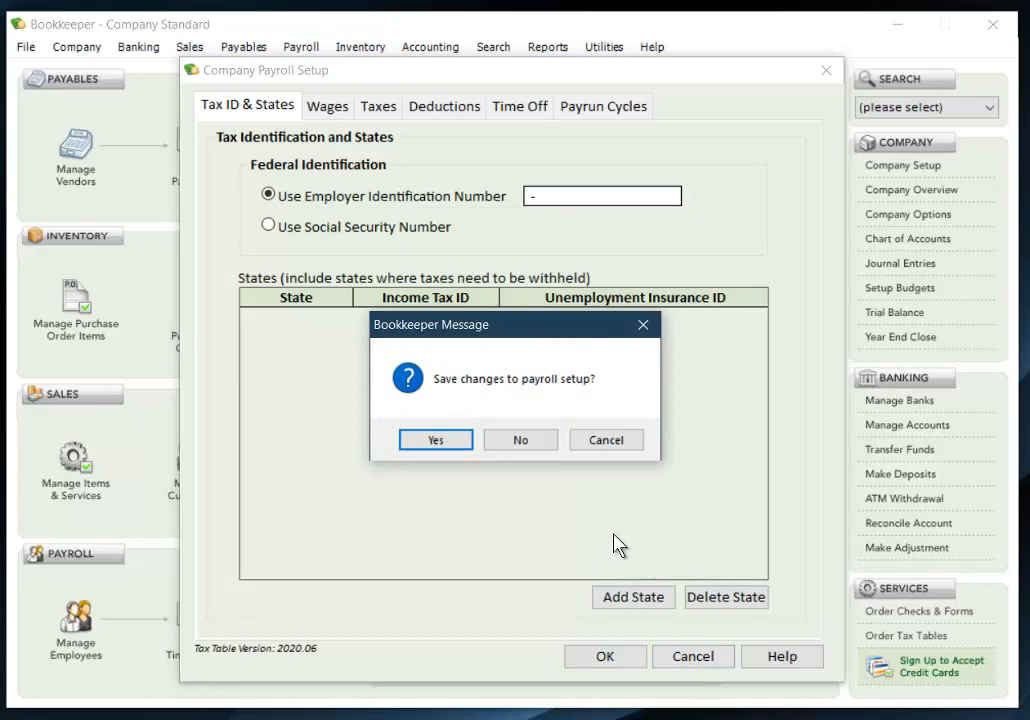 Bookkeeper - Company Standard
File Company Banking Sales Payables Payroll Inventory Accounting Search Reports Utilities Help
PAYABLES
Manage
Vendors
INVENTORY
Manage Purchase
Order Items
SALES
Manage Items
& Services
PAYROLL
Manage
Employees
Company Payroll Setup
Tax ID & States Wages Taxes Deductions Time Off Payrun Cycles
Tax Identification and States
Federal Identification
Use Employer Identification Number -
Use Social Security Number
States (include states where taxes need to be withheld)
State Income Tax ID Unemployment Insurance ID
Bookkeeper Message
? Save changes to payroll setup?
Yes No Cancel
Add State Delete State
Tax Table Version: 2020.06
OK Cancel Help
SEARCH
(please select)
COMPANY
Company Setup
Company Overview
Company Options
Chart of Accounts
Journal Entries
Setup Budgets
Trial Balance
Year End Close
BANKING
Manage Banks
Manage Accounts
Transfer Funds
Make Deposits
ATM Withdrawal
Reconcile Account
Make Adjustment
SERVICES
Order Checks & Forms
Order Tax Tables
Sign Up to Accept
Credit Cards